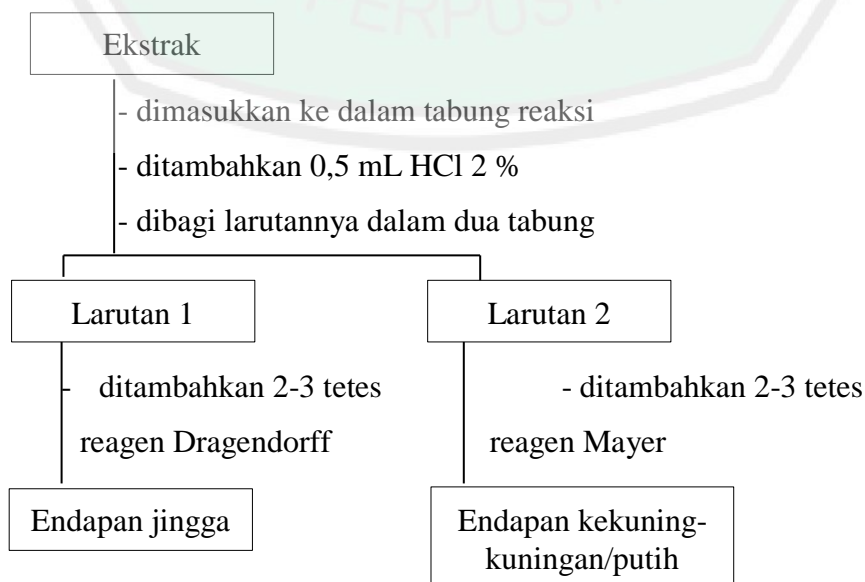 PERPUS
Ekstrak
- dimasukkan ke dalam tabung reaksi
- ditambahkan 0,5 mL HCl 2 %
- dibagi larutannya dalam dua tabung
Larutan 1
Larutan 2
- ditambahkan 2-3 tetes
reagen Dragendorff
- ditambahkan 2-3 tetes
reagen Mayer
Endapan jingga
Endapan kekuning-
kuningan/putih